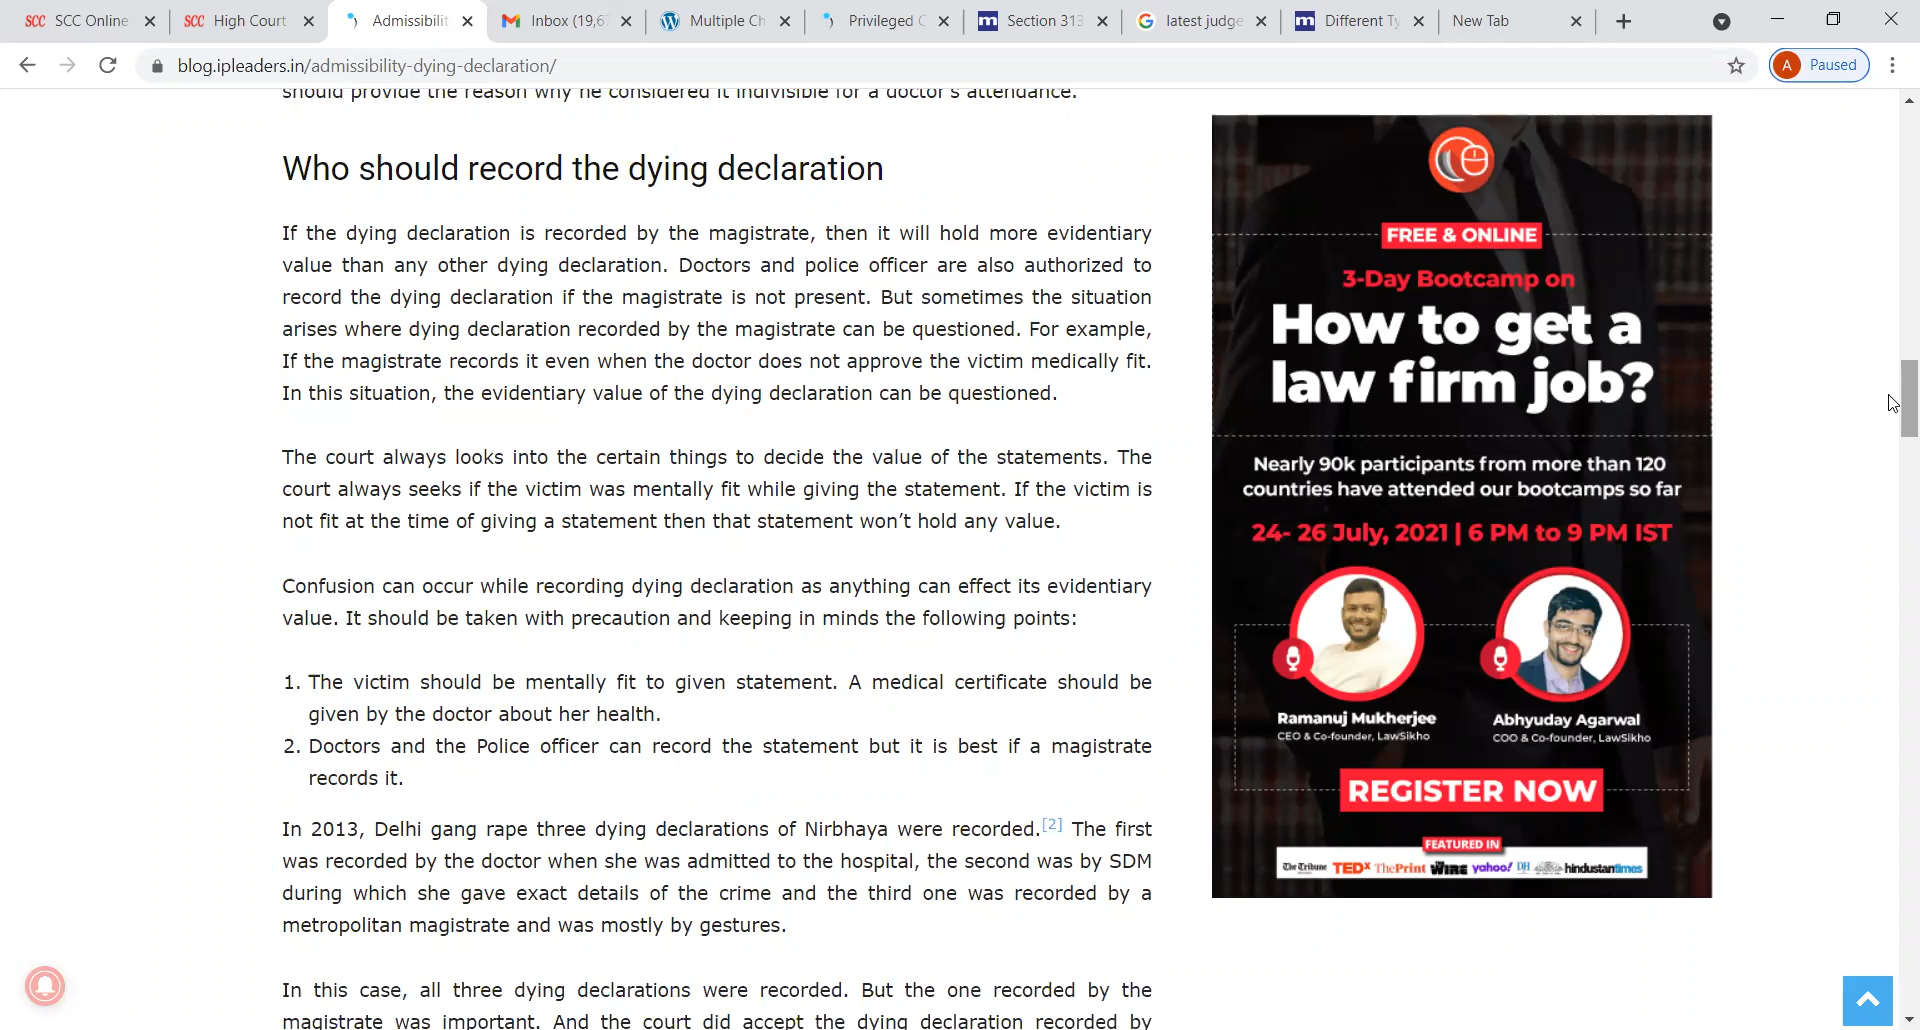 SCC SCC Online
SCC High Court
Admissibilit
Inbox (19,6
Multiple Ch
Privileged C
m Section 313
G latest judge
m Different Ty
New Tab
blog.ipleaders.in/admissibility-dying-declaration/
A Paused
should provide the reason why he considered it indivisible for a doctor's attendance.
Who should record the dying declaration
If the dying declaration is recorded by the magistrate, then it will hold more evidentiary
value than any other dying declaration. Doctors and police officer are also authorized to
record the dying declaration if the magistrate is not present. But sometimes the situation
arises where dying declaration recorded by the magistrate can be questioned. For example,
If the magistrate records it even when the doctor does not approve the victim medically fit.
In this situation, the evidentiary value of the dying declaration can be questioned.
The court always looks into the certain things to decide the value of the statements. The
court always seeks if the victim was mentally fit while giving the statement. If the victim is
not fit at the time of giving a statement then that statement won't hold any value.
Confusion can occur while recording dying declaration as anything can effect its evidentiary
value. It should be taken with precaution and keeping in minds the following points:
1. The victim should be mentally fit to given statement. A medical certificate should be
given by the doctor about her health.
2. Doctors and the Police officer can record the statement but it is best if a magistrate
records it.
In 2013, Delhi gang rape three dying declarations of Nirbhaya were recorded.[2] The first
was recorded by the doctor when she was admitted to the hospital, the second was by SDM
during which she gave exact details of the crime and the third one was recorded by a
metropolitan magistrate and was mostly by gestures.
In this case, all three dying declarations were recorded. But the one recorded by the
magistrate was important. And the court did accept the dying declaration recorded by
FREE & ONLINE
3-Day Bootcamp on
How to get a
law firm job?
Nearly 90k participants from more than 120
countries have attended our bootcamps so far
24- 26 July, 2021 | 6 PM to 9 PM IST
Ramanuj Mukherjee
CEO & Co-founder, LawSikho
Abhyuday Agarwal
COO & Co-founder, LawSikho
REGISTER NOW
FEATURED IN
The Tribune TEDx ThePrint THE WIRE yahoo! DH hindustantimes